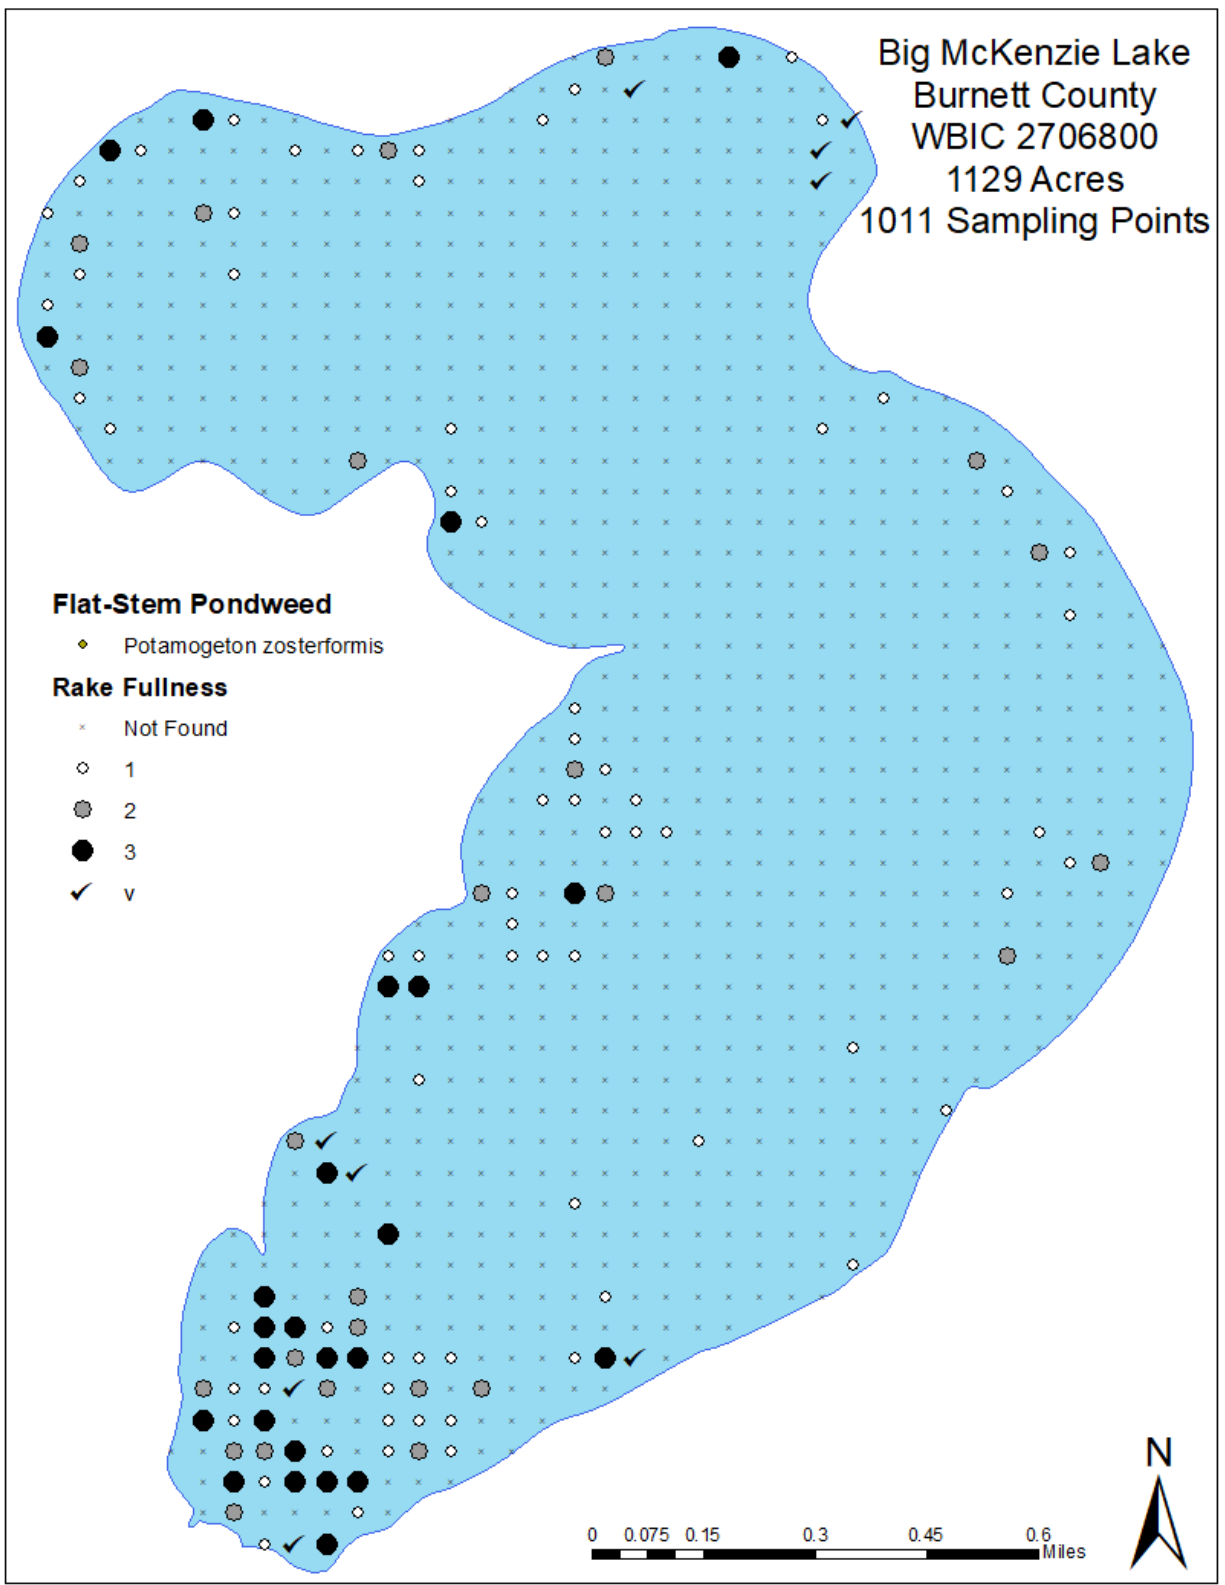 Big McKenzie Lake
Burnett County
WBIC 2706800
1129 Acres
1011 Sampling Points
Flat-Stem Pondweed
Potamogeton zosterformis
Rake Fullness
Not Found
1
2
3
v
N
0 0.075 0.15 0.3 0.45 0.6
Miles